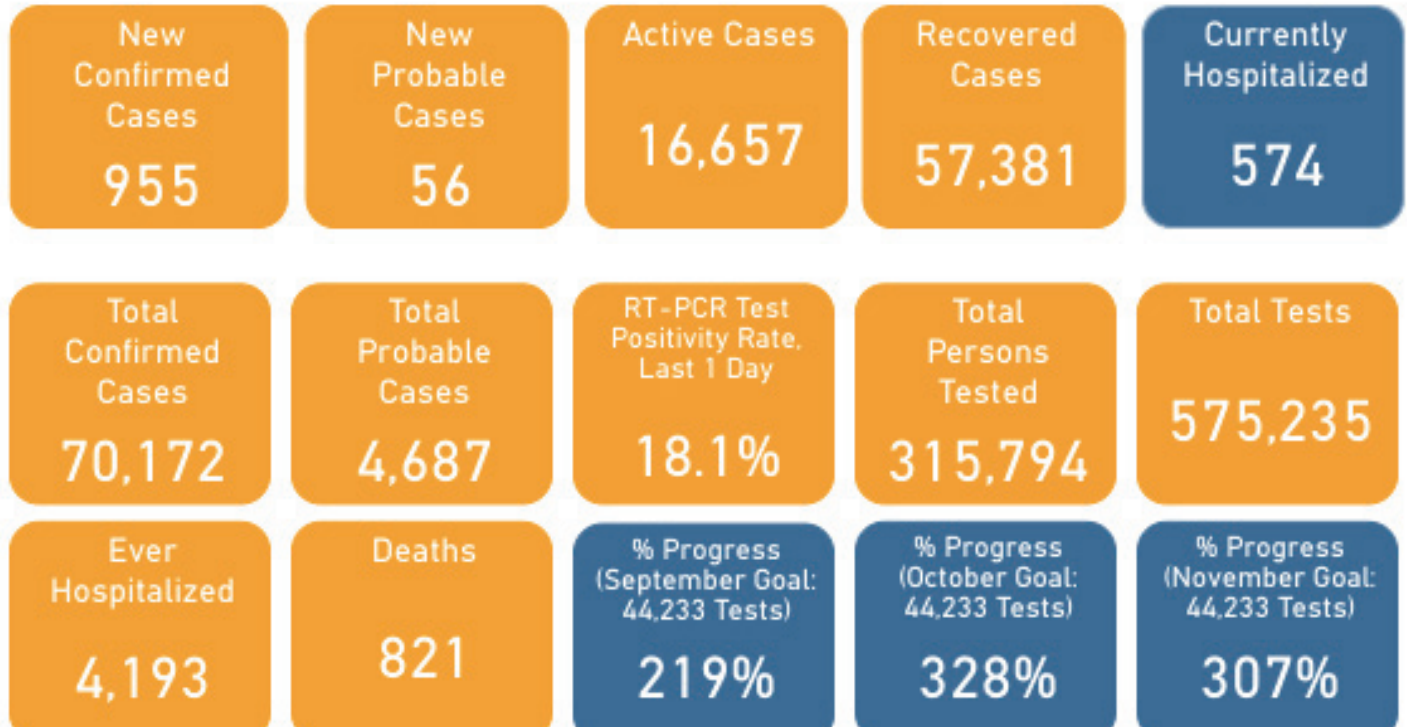 New
Confirmed
Cases
955
New
Probable
Cases
56
Active Cases
16,657
Recovered
Cases
57,381
Currently
Hospitalized
574
Total
Confirmed
Cases
70,172
Total
Probable
Cases
4,687
RT-PCR Test
Positivity Rate,
Last 1 Day
18.1%
Total
Persons
Tested
315,794
Total Tests
575,235
Ever
Hospitalized
4,193
Deaths
821
% Progress
(September Goal:
44,233 Tests)
219%
% Progress
(October Goal:
44,233 Tests)
328%
% Progress
(November Goal:
44,233 Tests)
307%